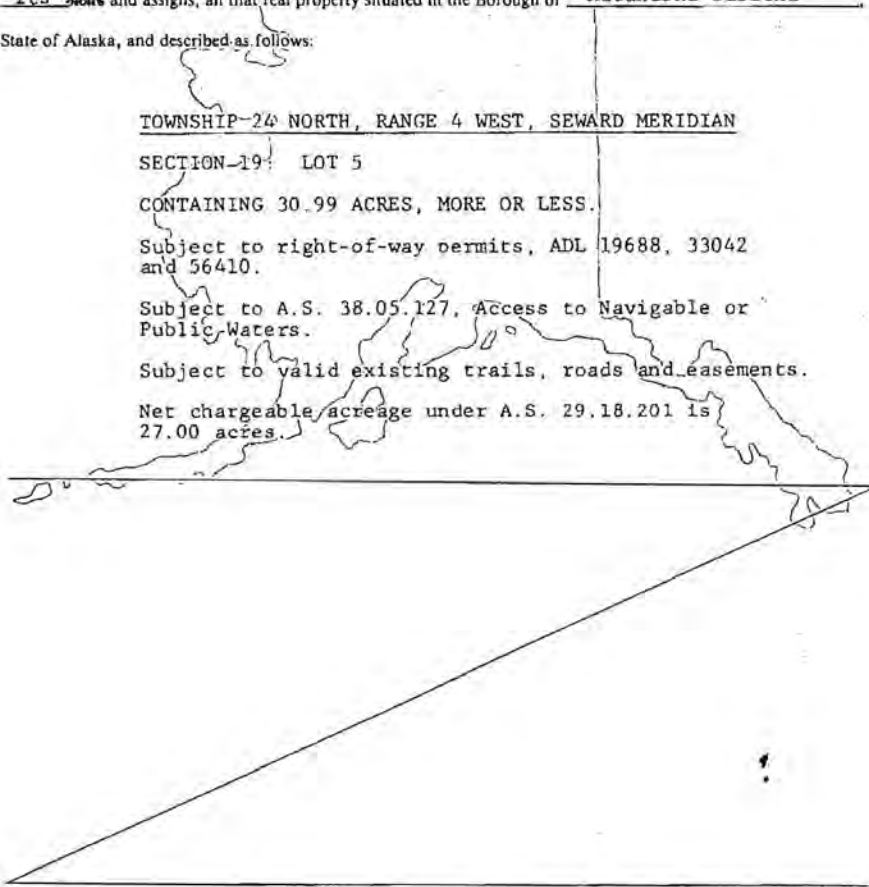 and assigns, all that real property situated in the Borough of
State of Alaska, and described as follows:
TOWNSHIP 24 NORTH, RANGE 4 WEST, SEWARD MERIDIAN
SECTION 19: LOT 5
CONTAINING 30.99 ACRES, MORE OR LESS.
Subject to right-of-way permits, ADL 19688, 33042
and 56410.
Subject to A.S. 38.05.127, Access to Navigable or
Public Waters.
Subject to valid existing trails, roads and easements.
Net chargeable acreage under A.S. 29.18.201 is
27.00 acres.